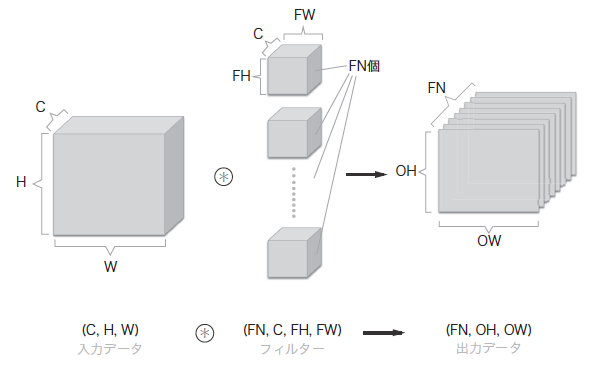 FW
C
FH
FN個
C
H
W
FN
OH
OW
(C, H, W)
(FN, C, FH, FW)
(FN, OH, OW)
入力データ
フィルター
出力データ